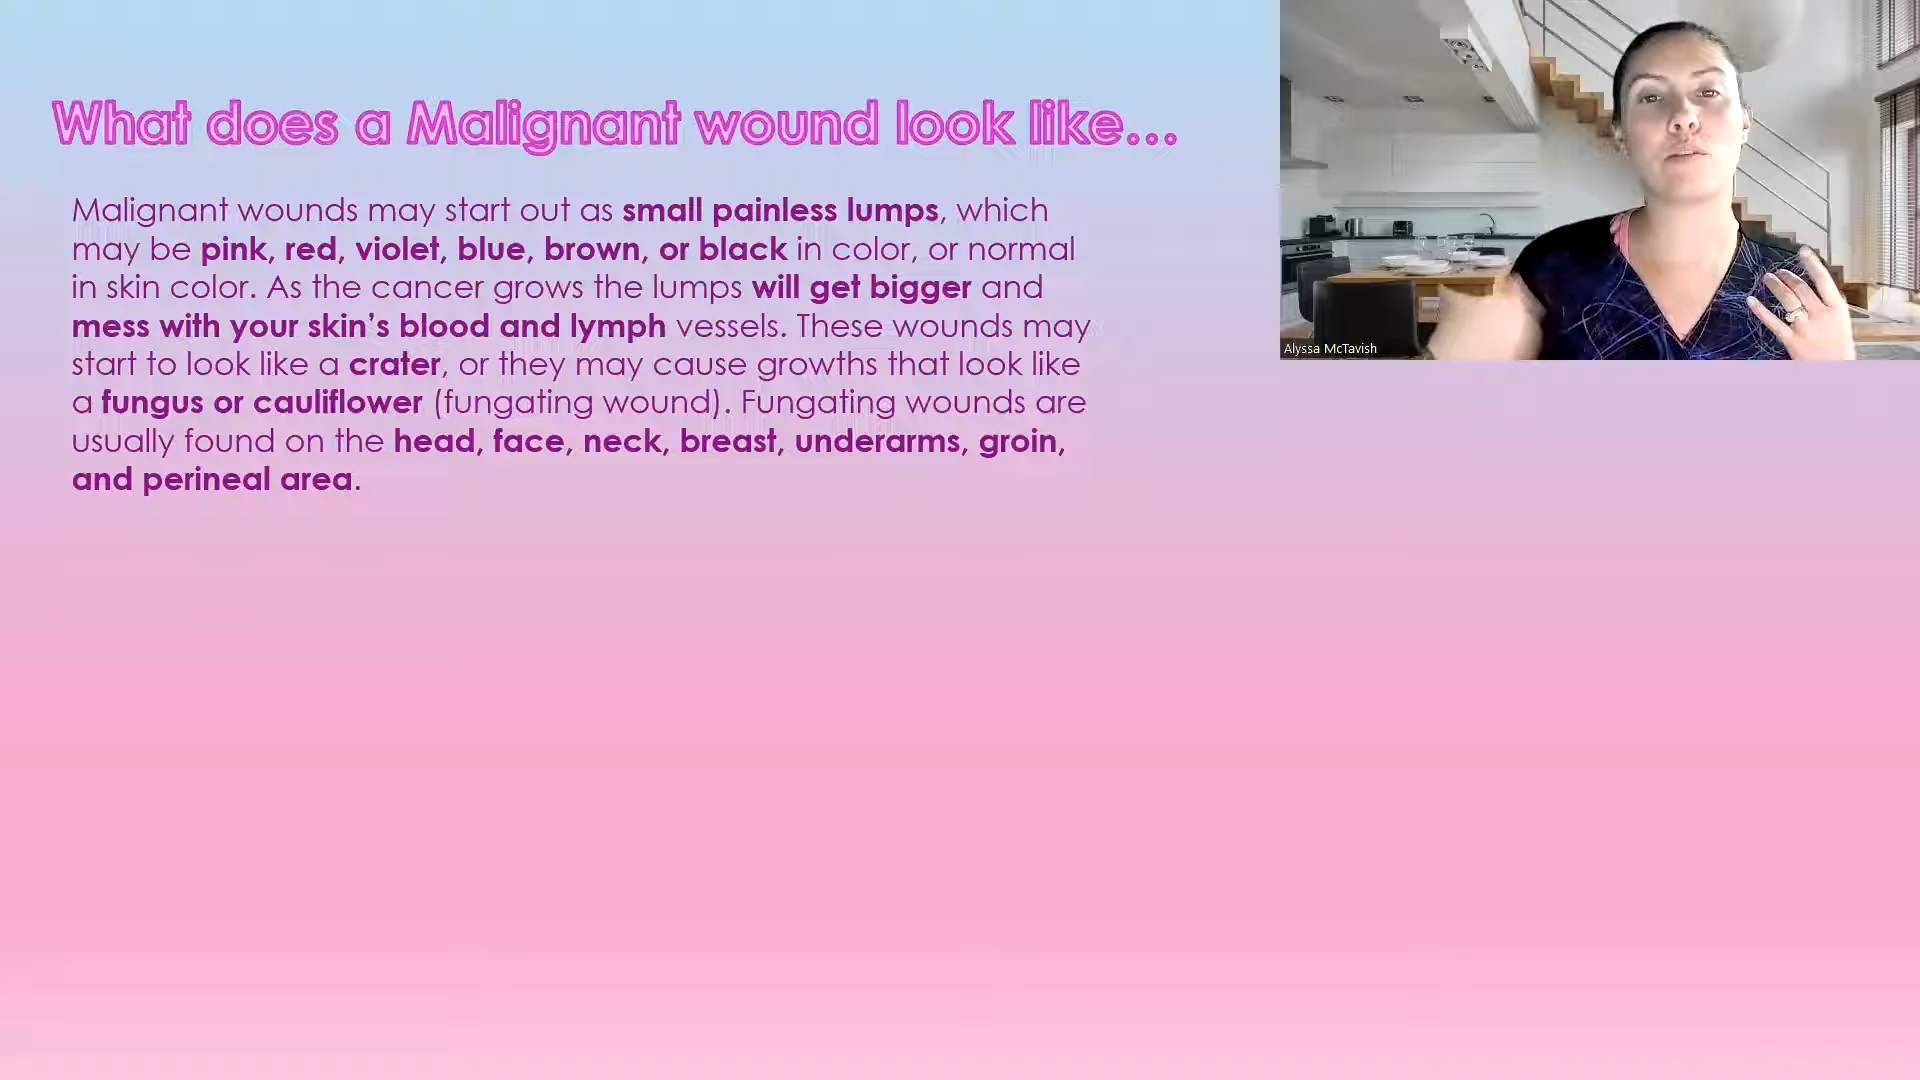 What does a Malignant wound look like...
Malignant wounds may start out as small painless lumps, which
may be pink, red, violet, blue, brown, or black in color, or normal
in skin color. As the cancer grows the lumps will get bigger and
mess with your skin’s blood and lymph vessels. These wounds may
start to look like a crater, or they may cause growths that look like
a fungus or cauliflower (fungating wound). Fungating wounds are
usually found on the head, face, neck, breast, underarms, groin,
and perineal area.
Alyssa McTavish